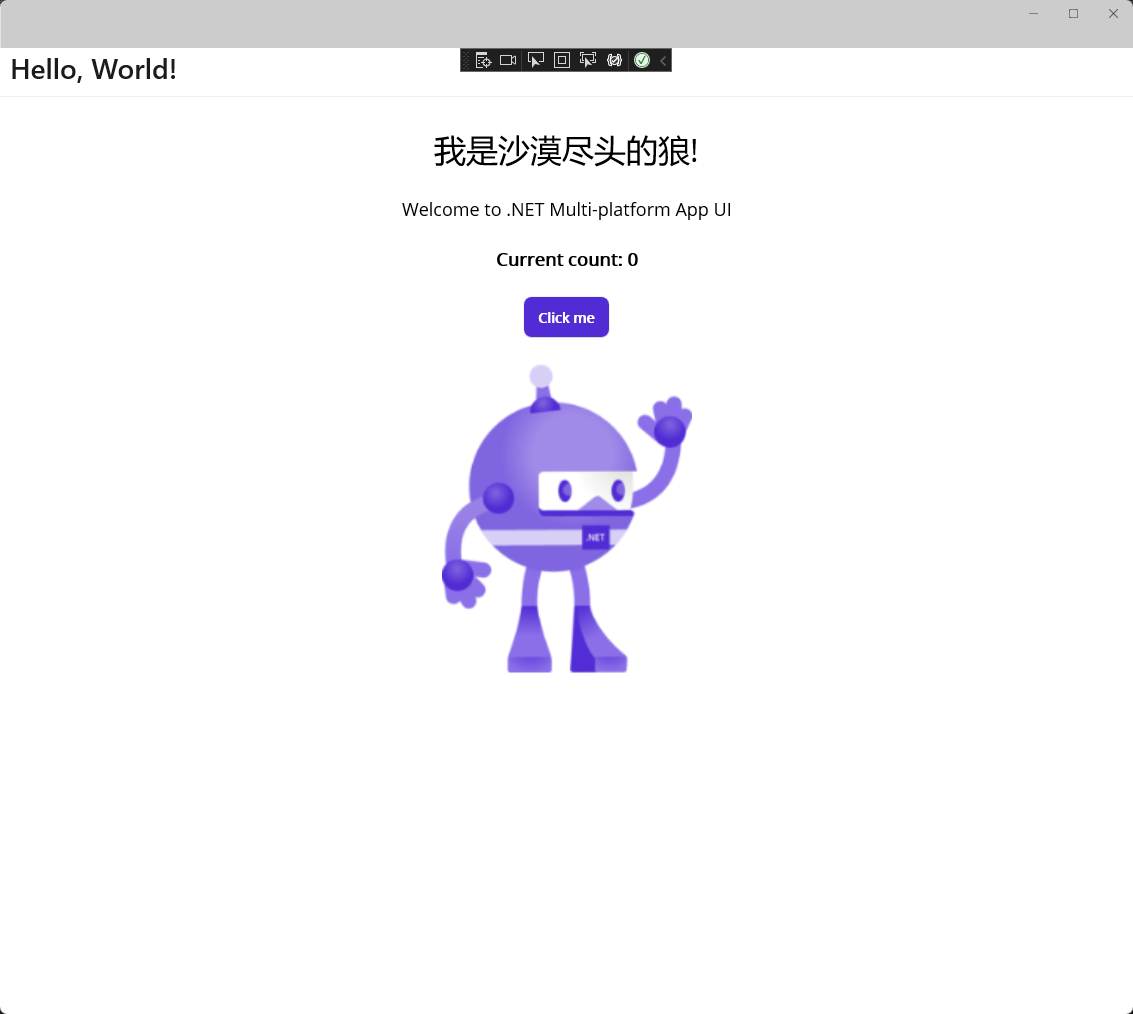 Hello, World!
我是沙漠尽头的狼!
Welcome to .NET Multi-platform App UI
Current count: 0
Click me
.NET